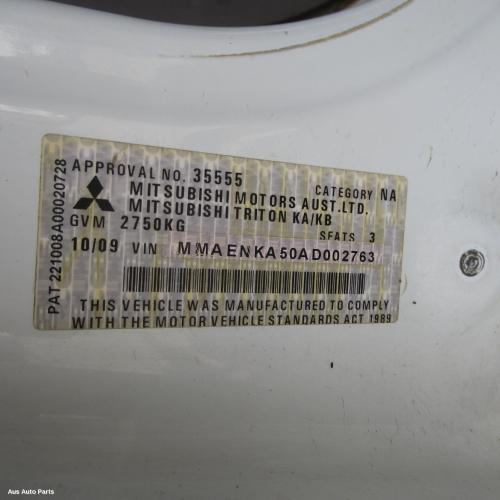 APPROVAL NO. 35555
CATEGORY NA
MITSUBISHI MOTORS AUST.LTD.
MITSUBISHI TRITON KA/KB
GVM 2750KG
SEATS 3
10/09 VIN MMAENKA50AD002763
THIS VEHICLE WAS MANUFACTURED TO COMPLY
WITH THE MOTOR VEHICLE STANDARDS ACT 1989
PAT 221008A00020728
Aus Auto Parts